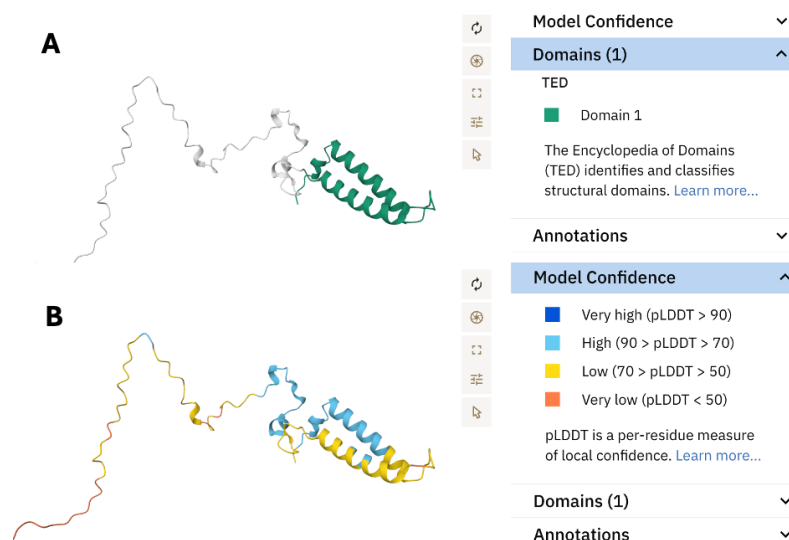 A
Model Confidence
Domains (1)
TED
Domain 1
The Encyclopedia of Domains
(TED) identifies and classifies
structural domains. Learn more...
Annotations
B
Model Confidence
Very high (pLDDT > 90)
High (90 > pLDDT > 70)
Low (70 > pLDDT > 50)
Very low (pLDDT < 50)
pLDDT is a per-residue measure
of local confidence. Learn more...
Domains (1)
Annotations